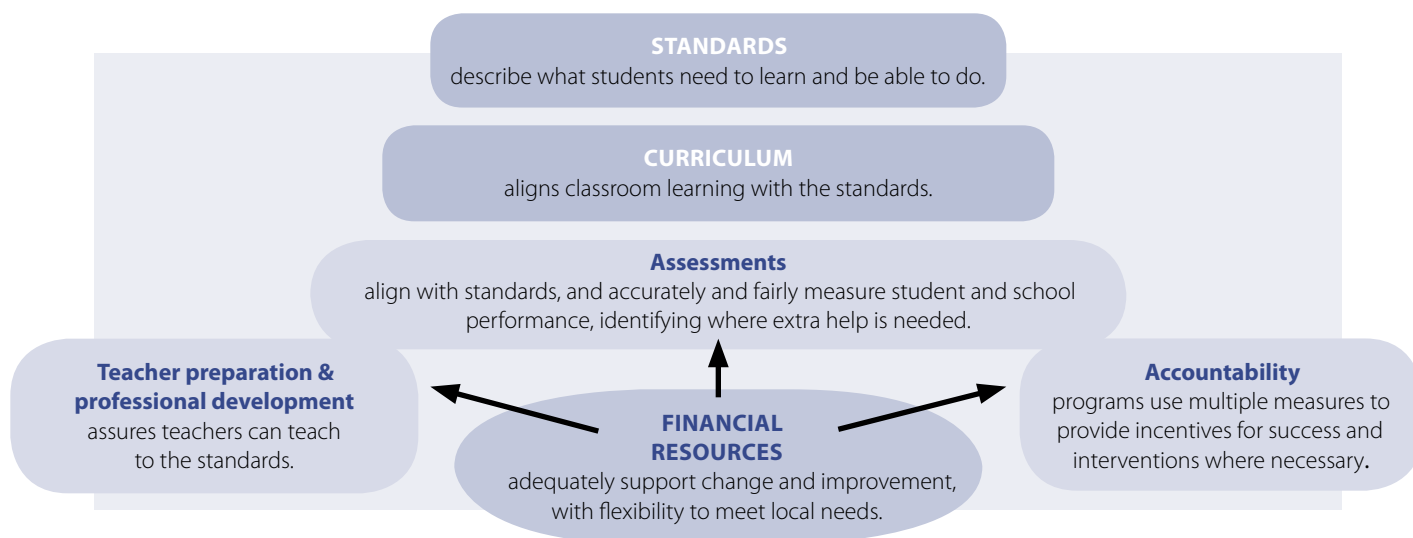 STANDARDS
describe what students need to learn and be able to do.
CURRICULUM
aligns classroom learning with the standards.
Assessments
align with standards, and accurately and fairly measure student and school
performance, identifying where extra help is needed.
Teacher preparation &
professional development
assures teachers can teach
to the standards.
FINANCIAL
RESOURCES
adequately support change and improvement,
with flexibility to meet local needs.
Accountability
programs use multiple measures to
provide incentives for success and
interventions where necessary.